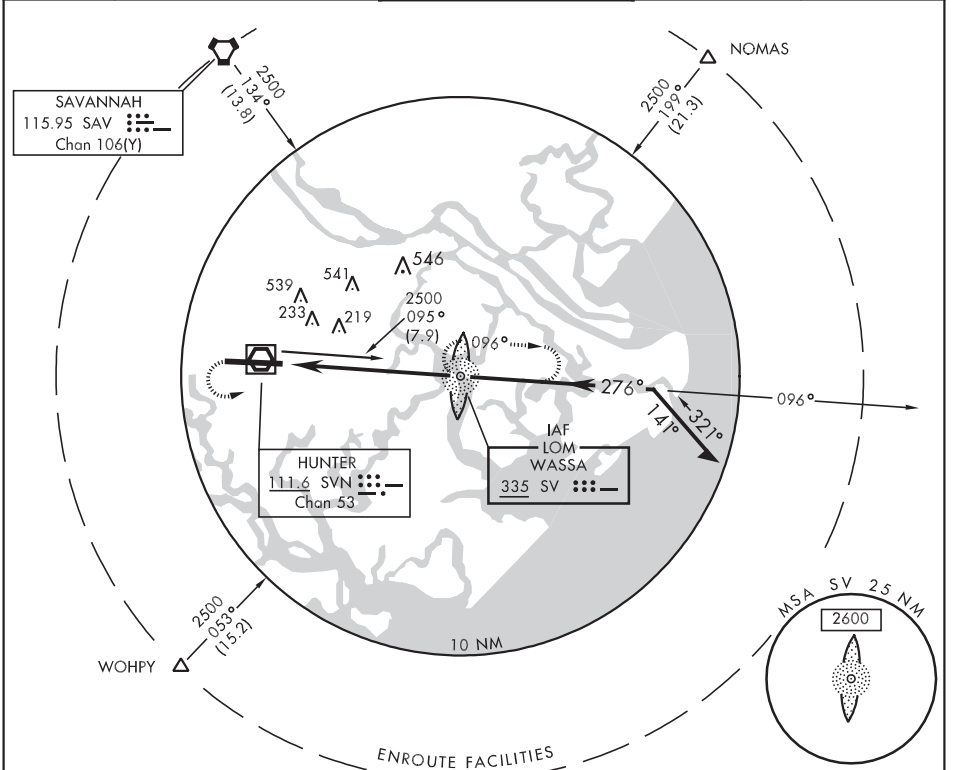 NOMAS
2500
134°
(13.8)
2500
199°
(21.3)
SAVANNAH
115.95 SAV
Chan 106(Y)
546
541
539
233
219
2500
095°
(7.9)
096°
276°
096°
141°
321°
IAF
LOM
WASSA
335 SV
HUNTER
111.6 SVN
Chan 53
2500
053°
(15.2)
WOHPY
10 NM
MSA SV 25 NM
2600
ENROUTE FACILITIES